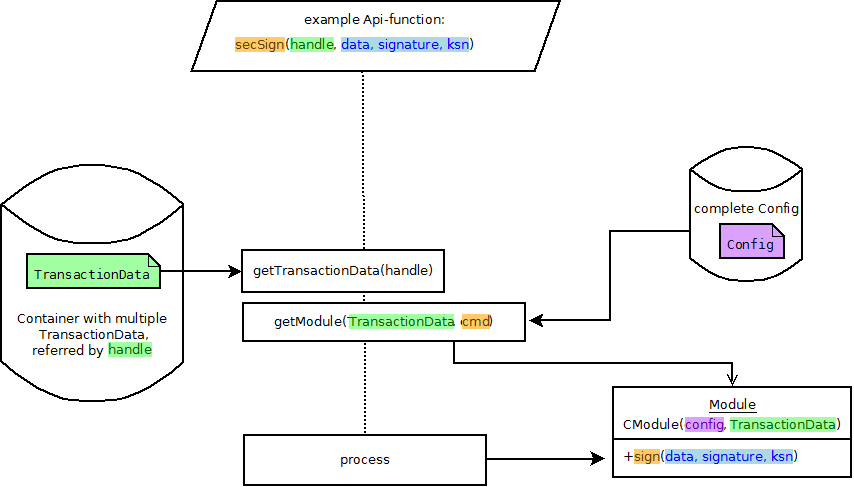 example Api-function:
secSign(handle, data, signature, ksn)
complete Config
Config
TransactionData
getTransactionData(handle)
Container with multiple
TransactionData,
referred by handle
getModule(TransactionData, cmd)
Module
CModule(config, TransactionData)
process
+sign(data, signature, ksn)